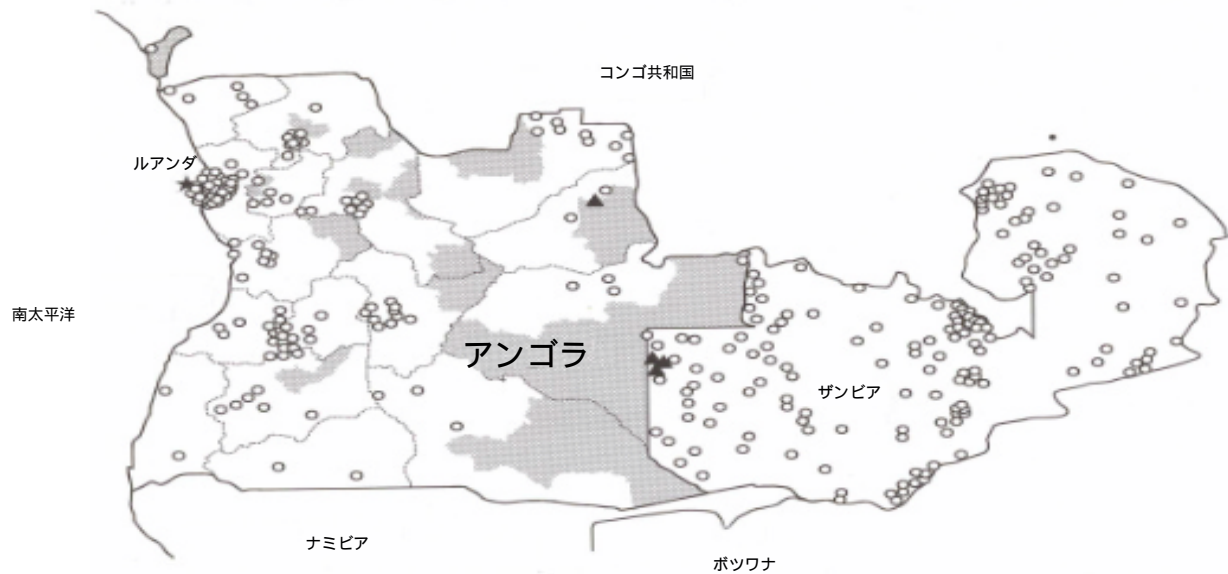 コンゴ共和国
ルアンダ
南太平洋
アンゴラ
ザンビア
ナミビア
ボツワナ